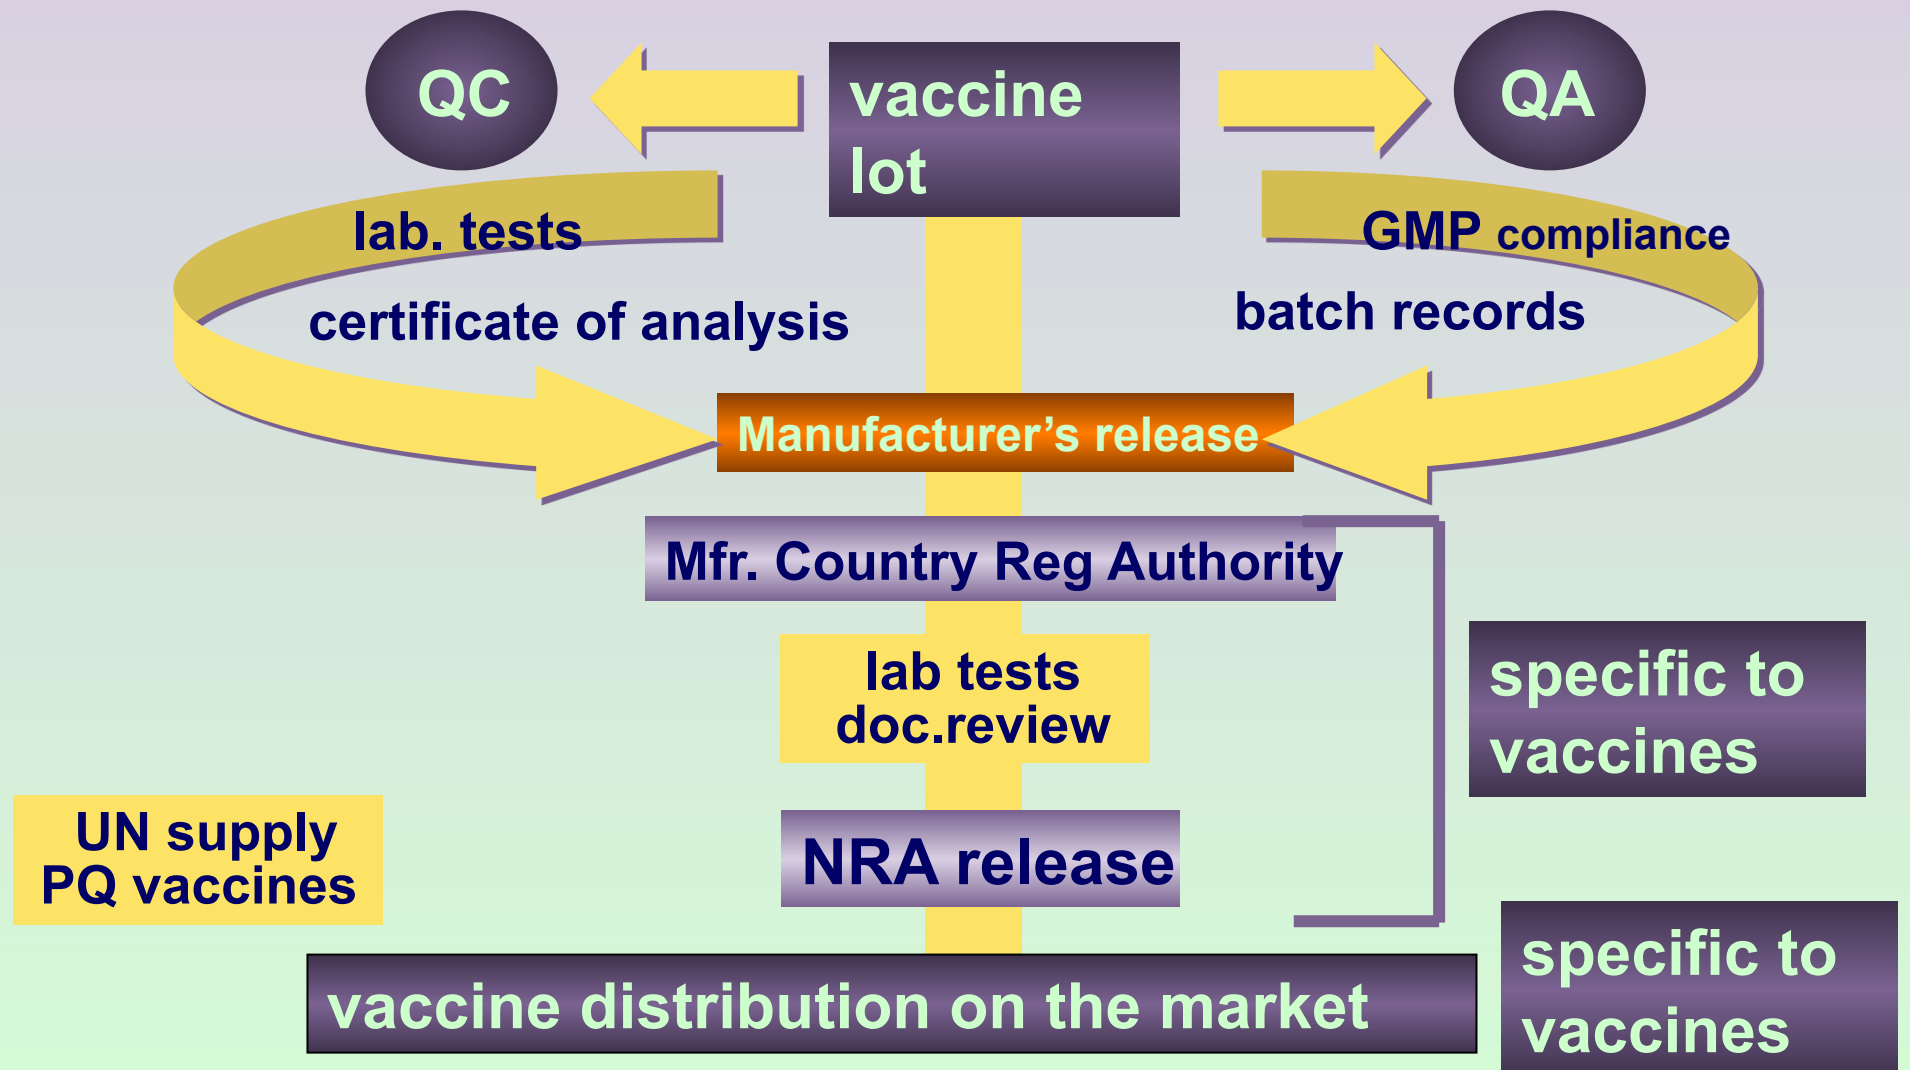 QC
vaccine
lot
QA
lab. tests
GMP compliance
certificate of analysis
batch records
Manufacturer’s release
Mfr. Country Reg Authority
lab tests
doc.review
specific to
vaccines
UN supply
PQ vaccines
NRA release
specific to
vaccines
vaccine distribution on the market